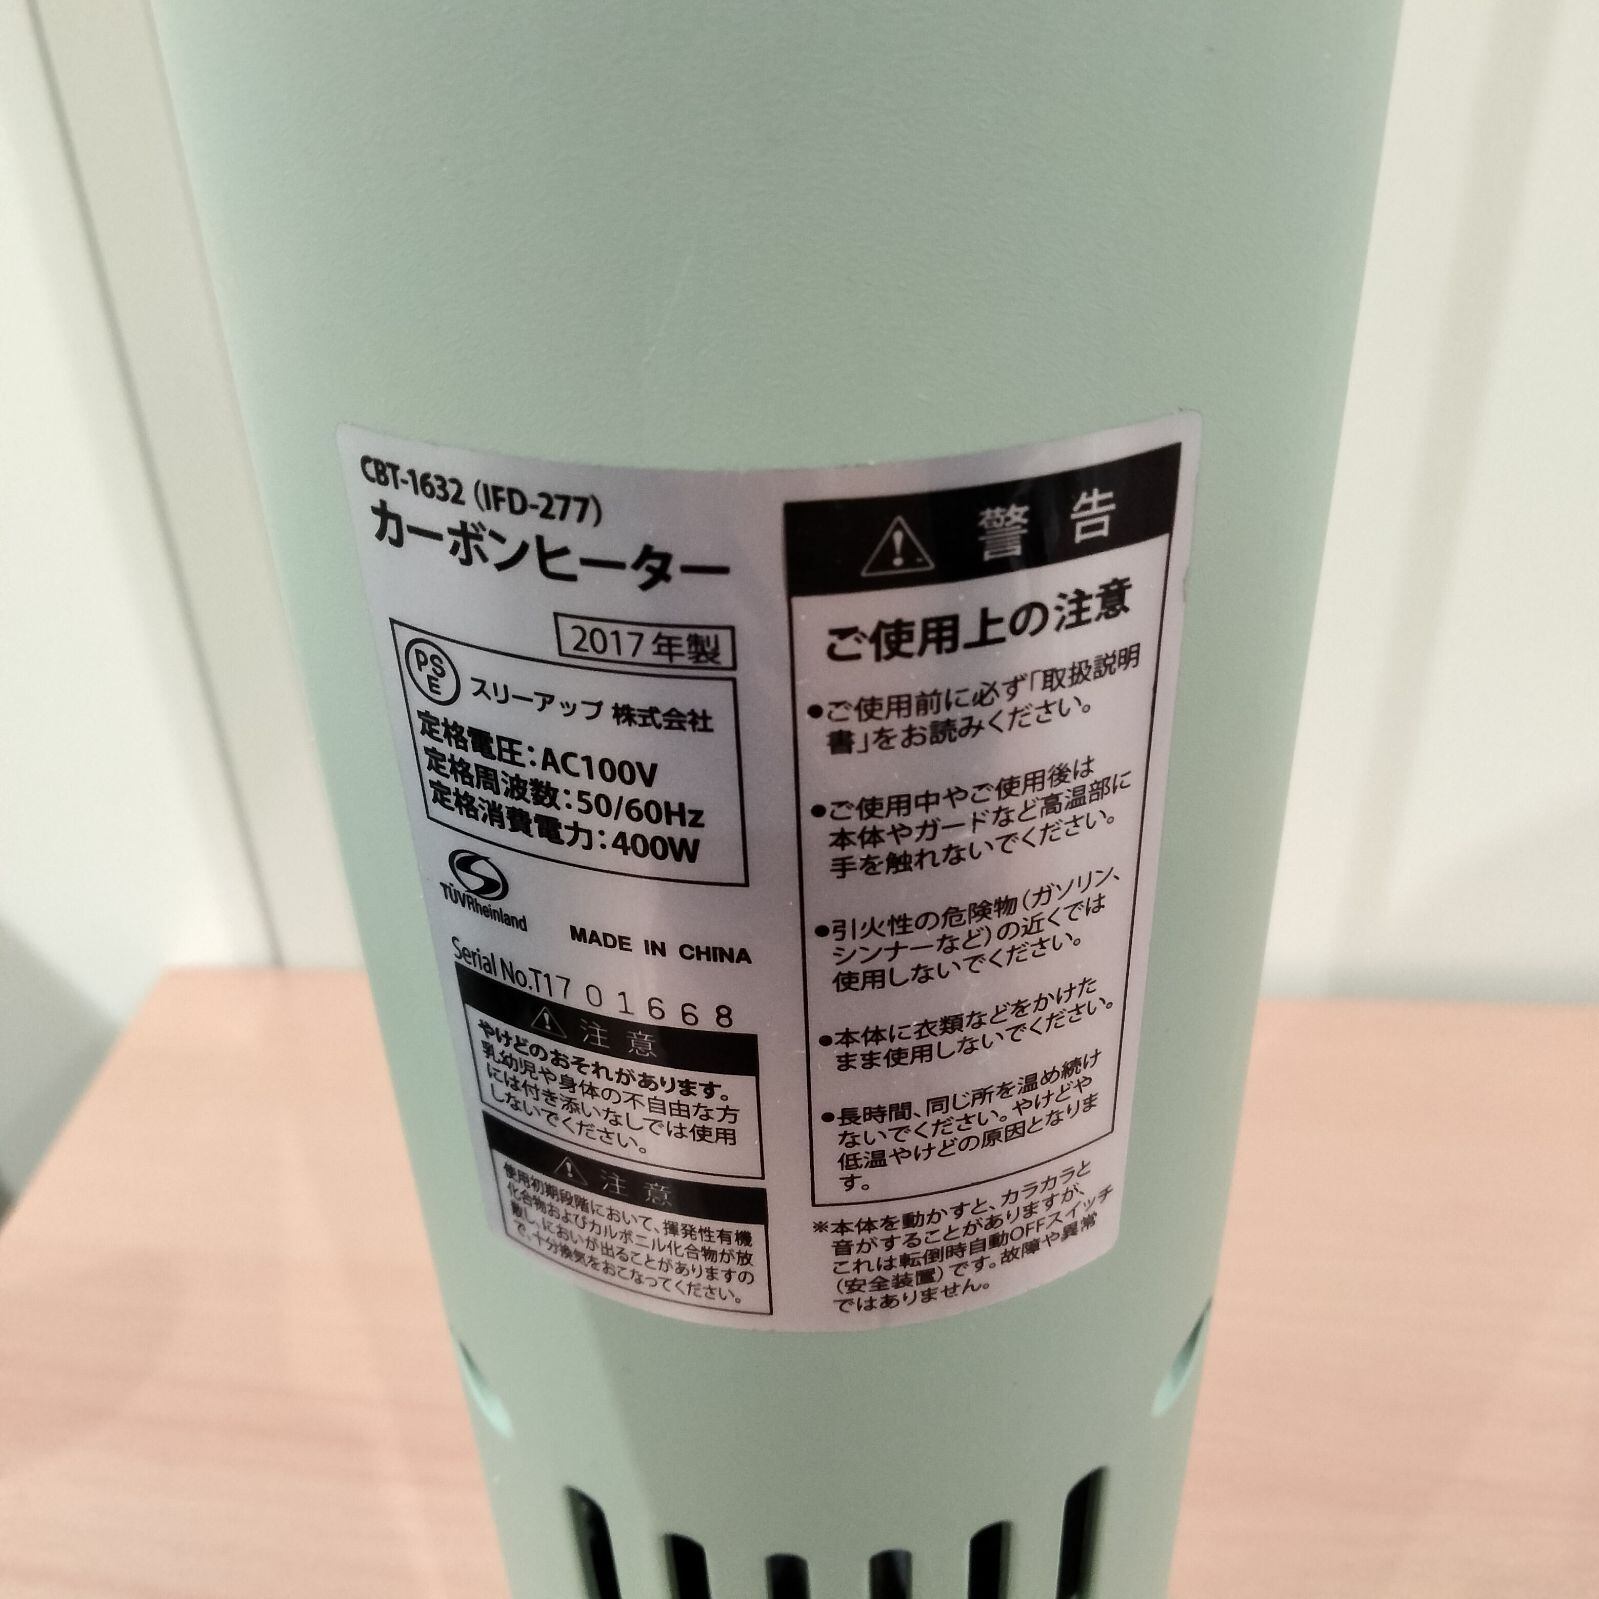 CBT-1632 (IFD-277)
カーボンヒーター
2017年製
PSE
スリーアップ 株式会社
定格電圧：AC100V
定格周波数：50/60Hz
定格消費電力：400W
TÜVRheinland
MADE IN CHINA
Serial No.T17 01668
注意
やけどのおそれがあります。
乳幼児や身体の不自由な方
には付き添いなしでは使用
しないでください。
注意
使用初期段階において、揮発性有機
化合物およびカルボニル化合物が放
散し、においが出ることがありますの
で、十分換気をおこなってください。
警告
ご使用上の注意
●ご使用前に必ず「取扱説明
書」をお読みください。
●ご使用中やご使用後は
本体やガードなど高温部に
手を触れないでください。
●引火性の危険物（ガソリン、
シンナーなど）の近くでは
使用しないでください。
●本体に衣類などをかけた
まま使用しないでください。
●長時間、同じ所を温め続け
ないでください。やけどや
低温やけどの原因となりま
す。
※本体を動かすと、カラカラと
音がすることがありますが、
これは転倒時自動OFFスイッチ
（安全装置）です。故障や異常
ではありません。